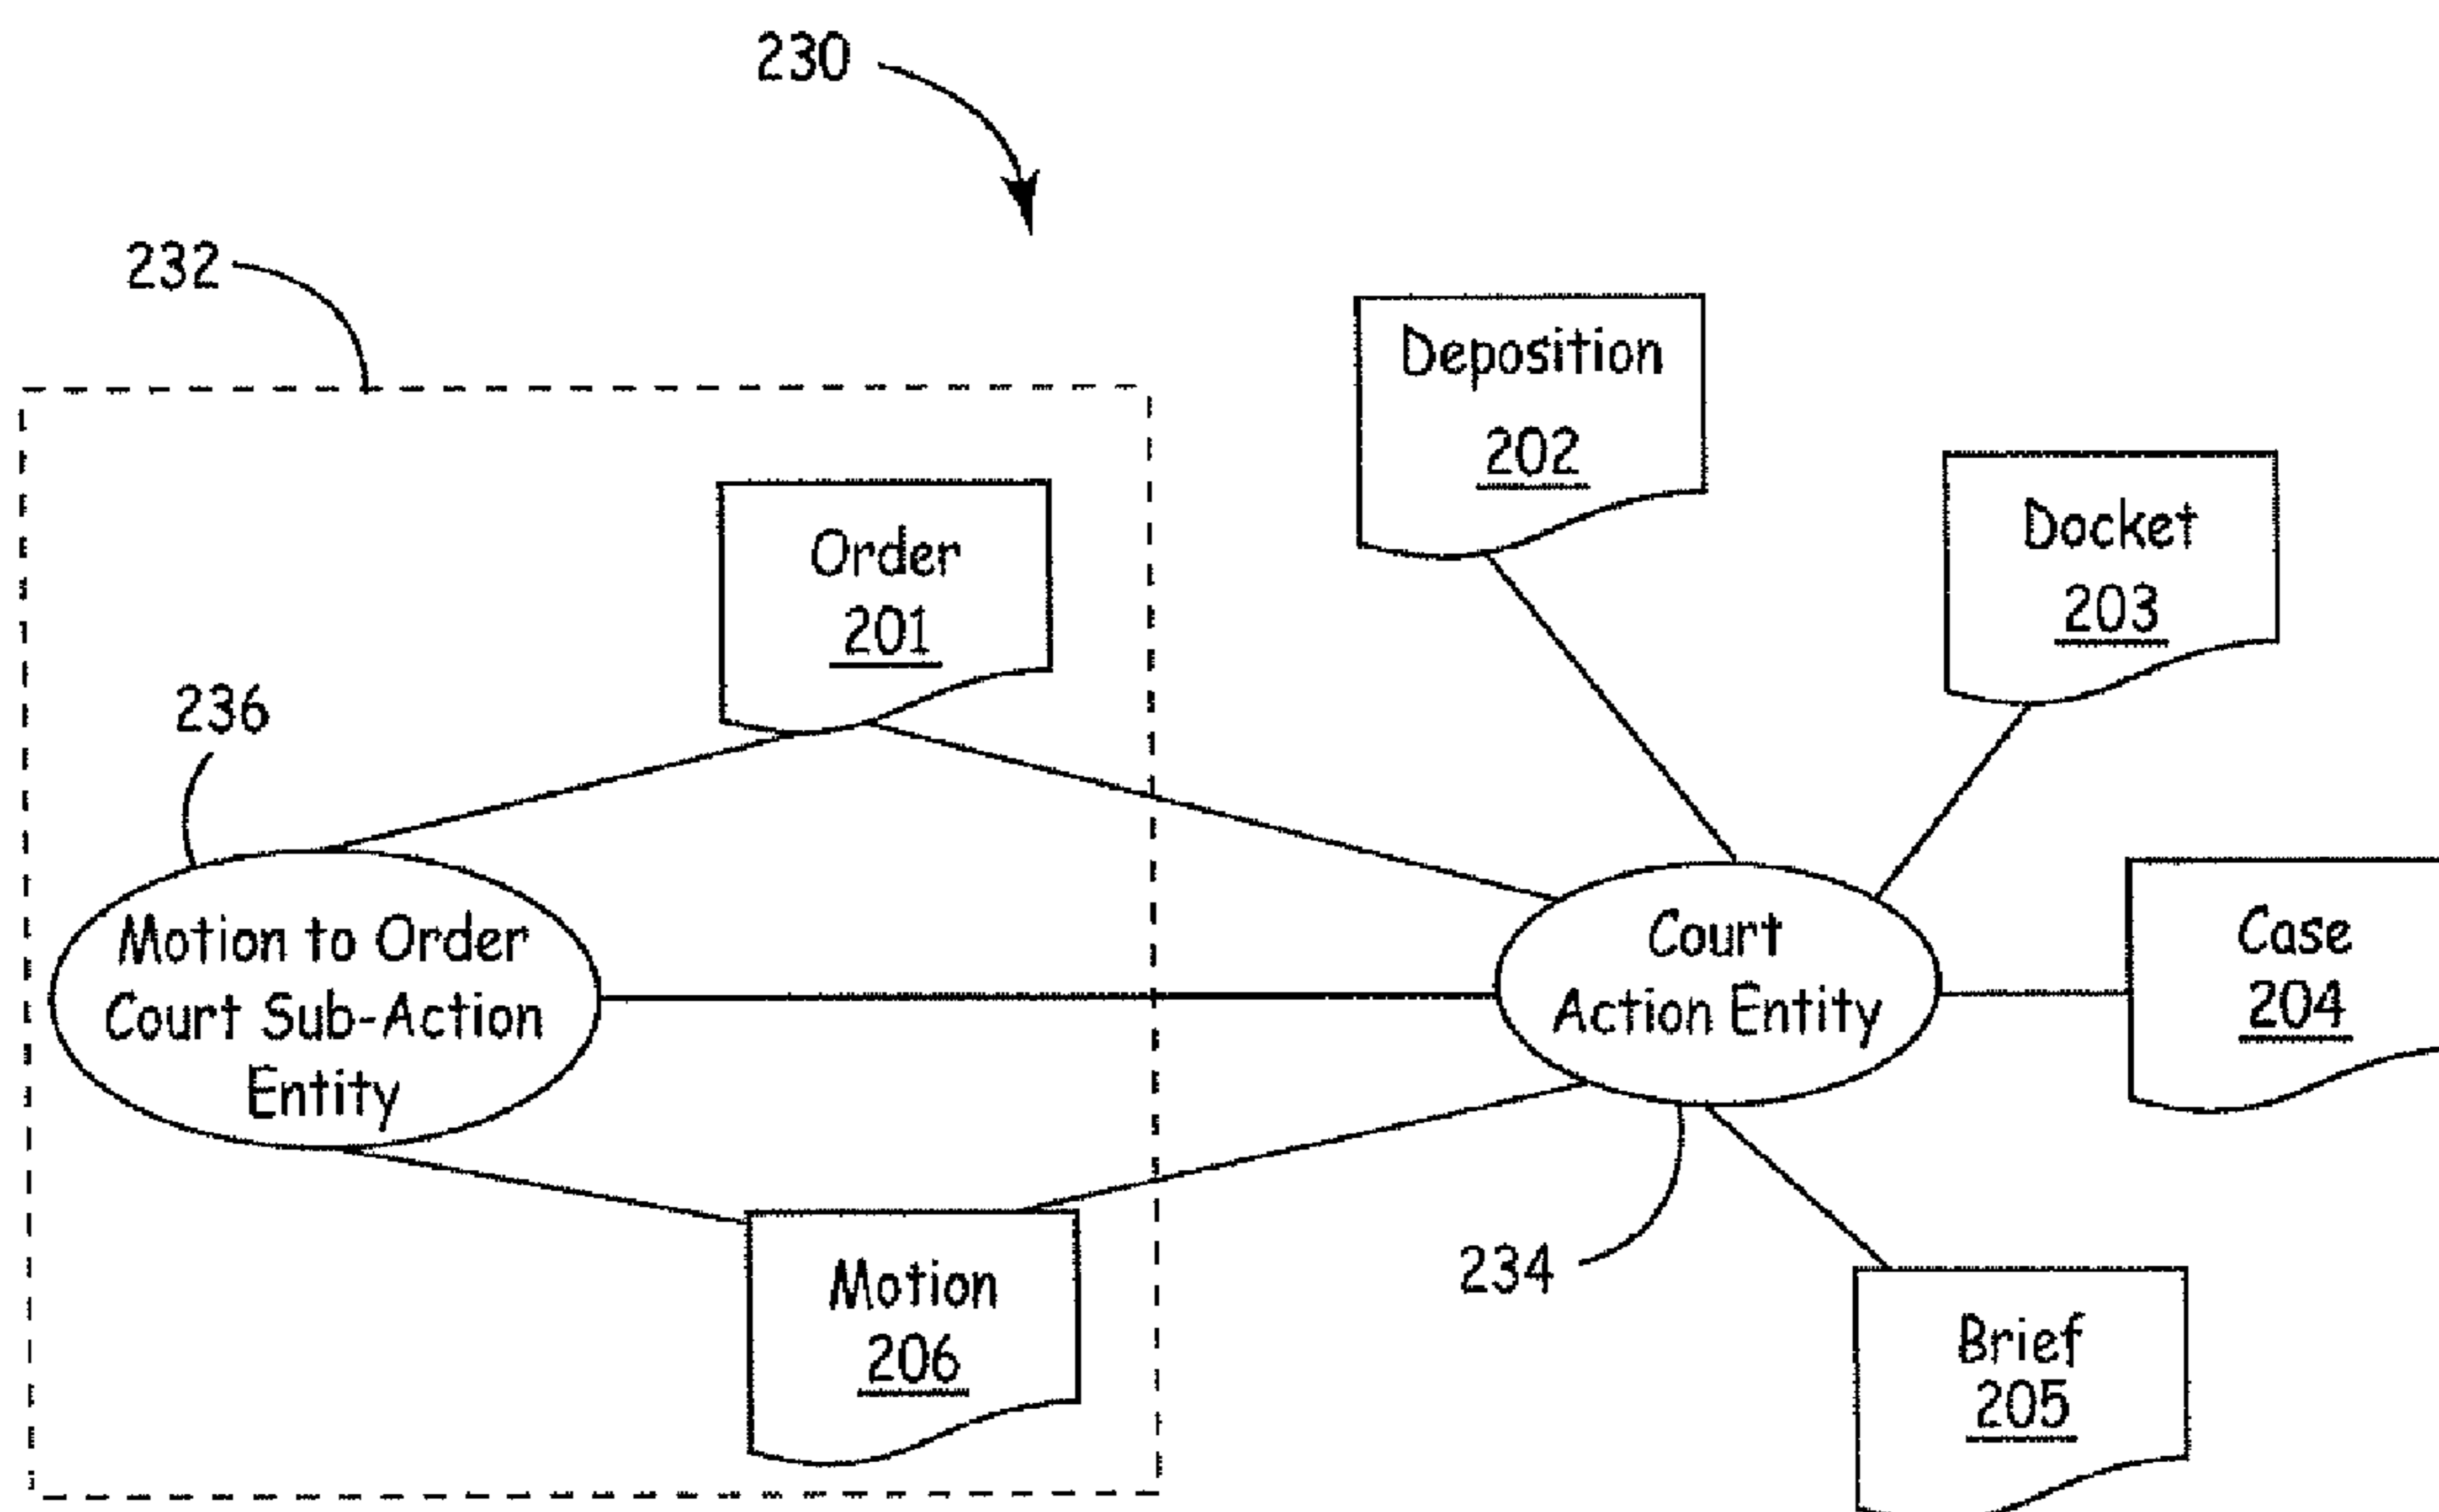 230
232
Deposition
202
Docket
203
Order
201
236
Motion to Order
Court Sub-Action
Entity
Court
Action Entity
Case
204
234
Motion
206
Brief
205